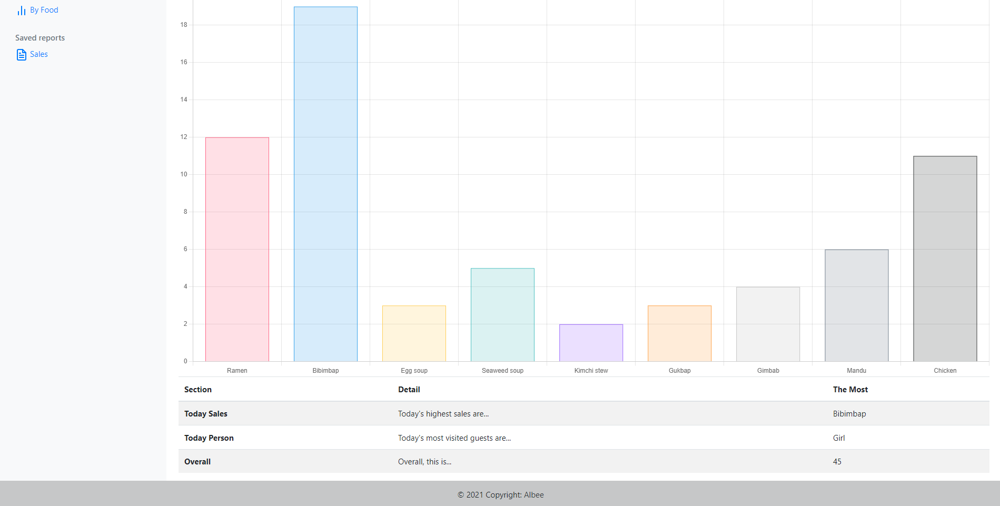 By Food
Saved reports
Sales
18
16
14
12
10
8
6
4
2
0
Ramen Bibimbap Egg soup Seaweed soup Kimchi stew Gukbap Gimbab Mandu Chicken
Section Detail The Most
Today Sales Today's highest sales are... Bibimbap
Today Person Today's most visited guests are... Girl
Overall Overall, this is... 45
© 2021 Copyright: Albee